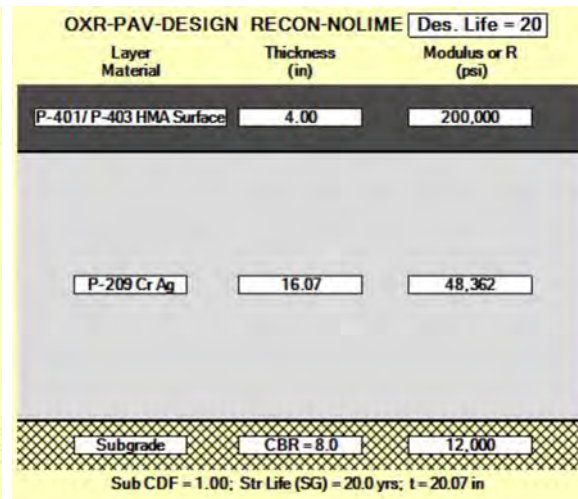 OXR-PAV-DESIGN RECON-NOLIME Des. Life = 20
Layer Material Thickness (in) Modulus or R (psi)
P-401/ P-403 HMA Surface 4.00 200,000
P-209 Cr Ag 16.07 48,362
Subgrade CBR = 8.0 12,000
Sub CDF = 1.00; Str Life (SG) = 20.0 yrs; t = 20.07 in